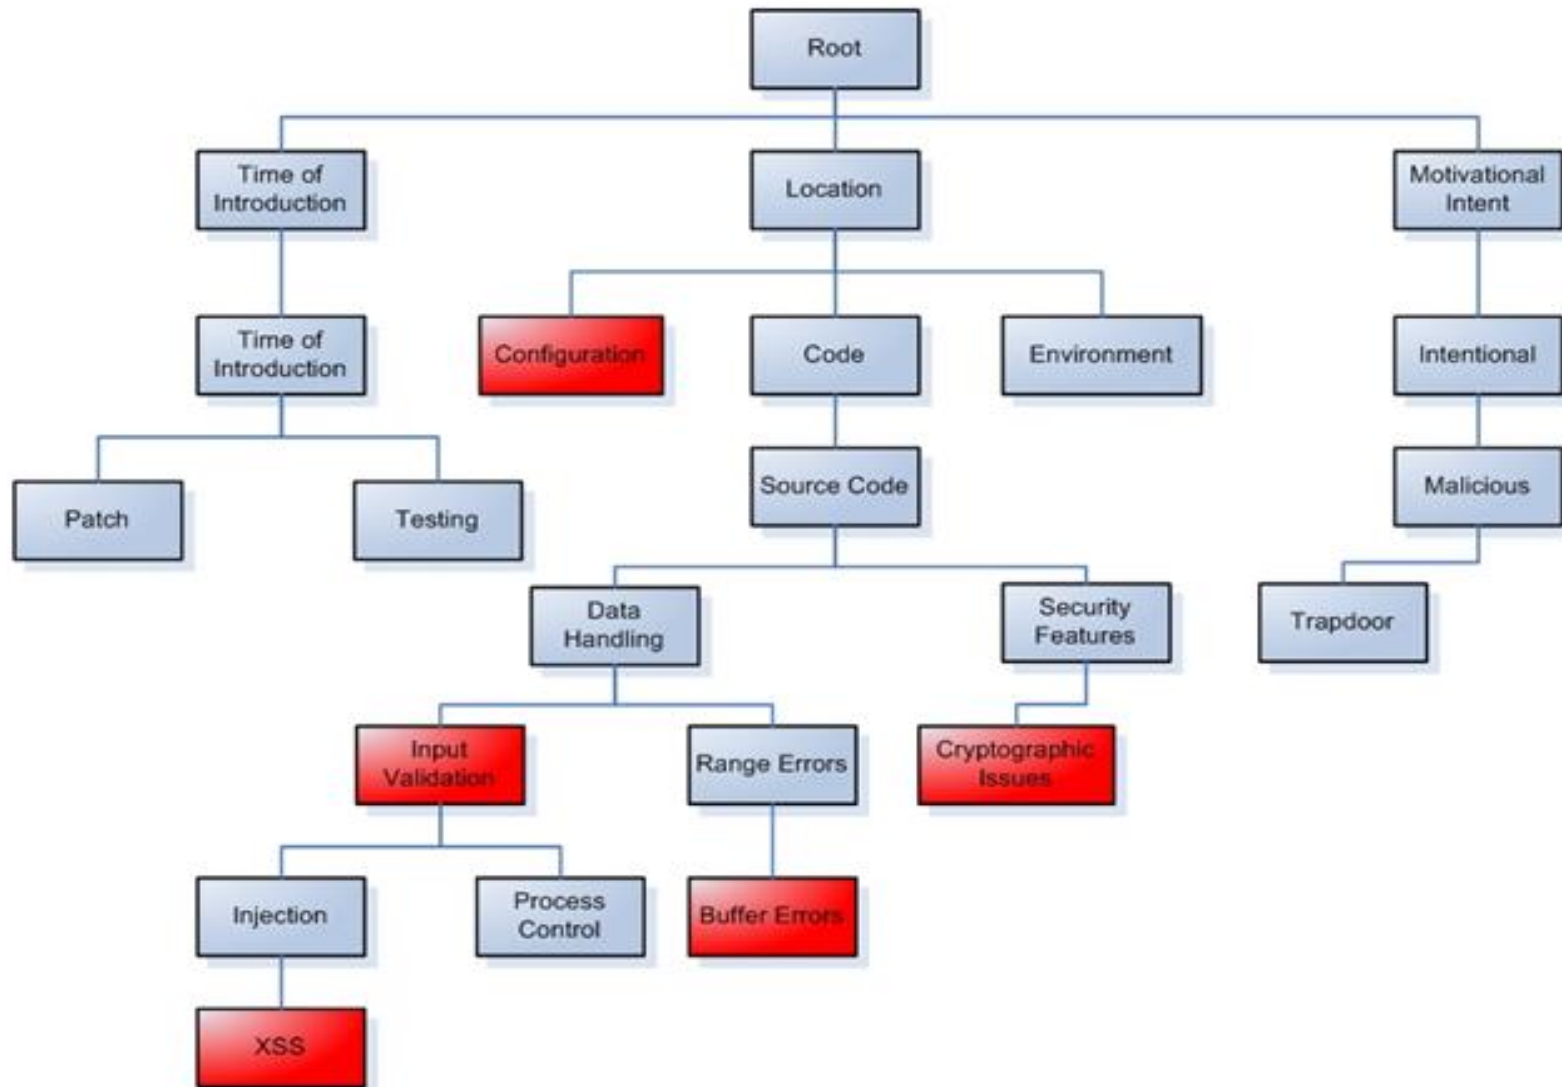 Root
Time of
Introduction
Location
Motivational
Intent
Time of
Introduction
Configuration
Code
Environment
Intentional
Patch
Testing
Source Code
Malicious
Data
Handling
Security
Features
Trapdoor
Input
Validation
Range Errors
Cryptographic
Issues
Injection
Process
Control
Buffer Errors
XSS